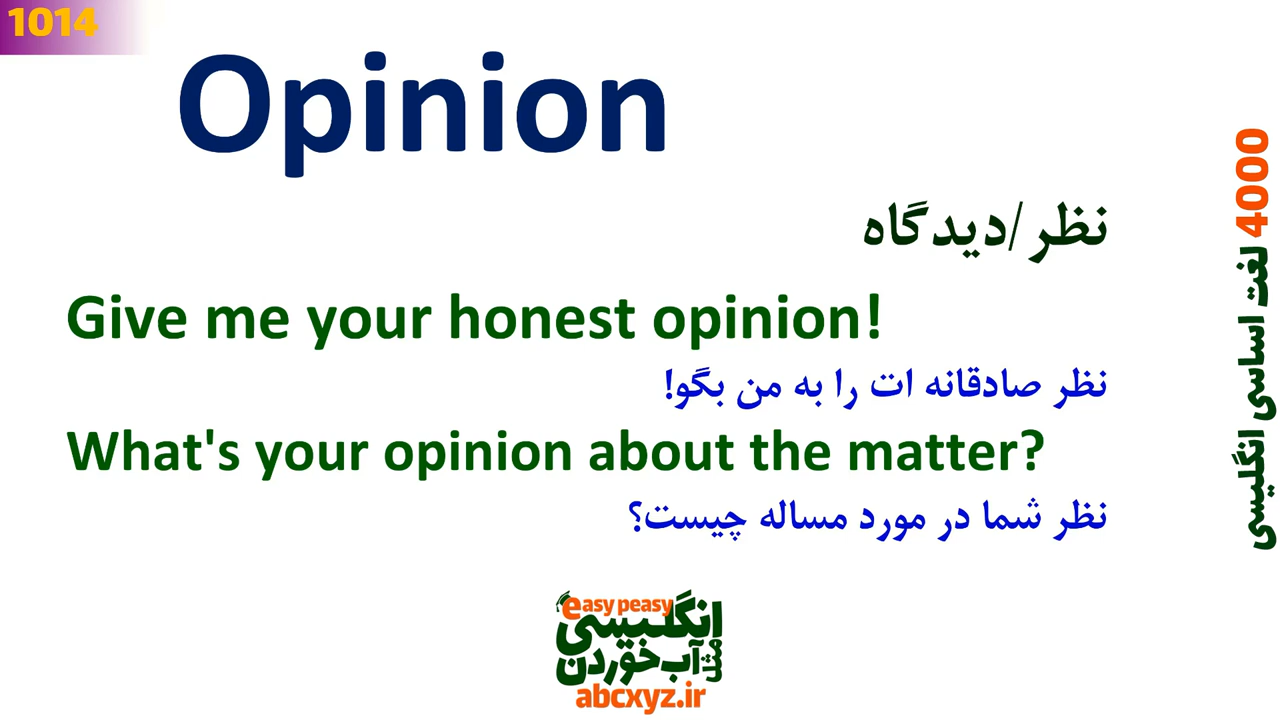 1014
Opinion
نظر/دیدگاه
Give me your honest opinion!
نظر صادقانه ات را به من بگو!
What's your opinion about the matter?
نظر شما در مورد مساله چیست؟
4000 لغت اساسی انگلیسی
easy peasy
انگلیسی
مثل آب خوردن
abcxyz.ir